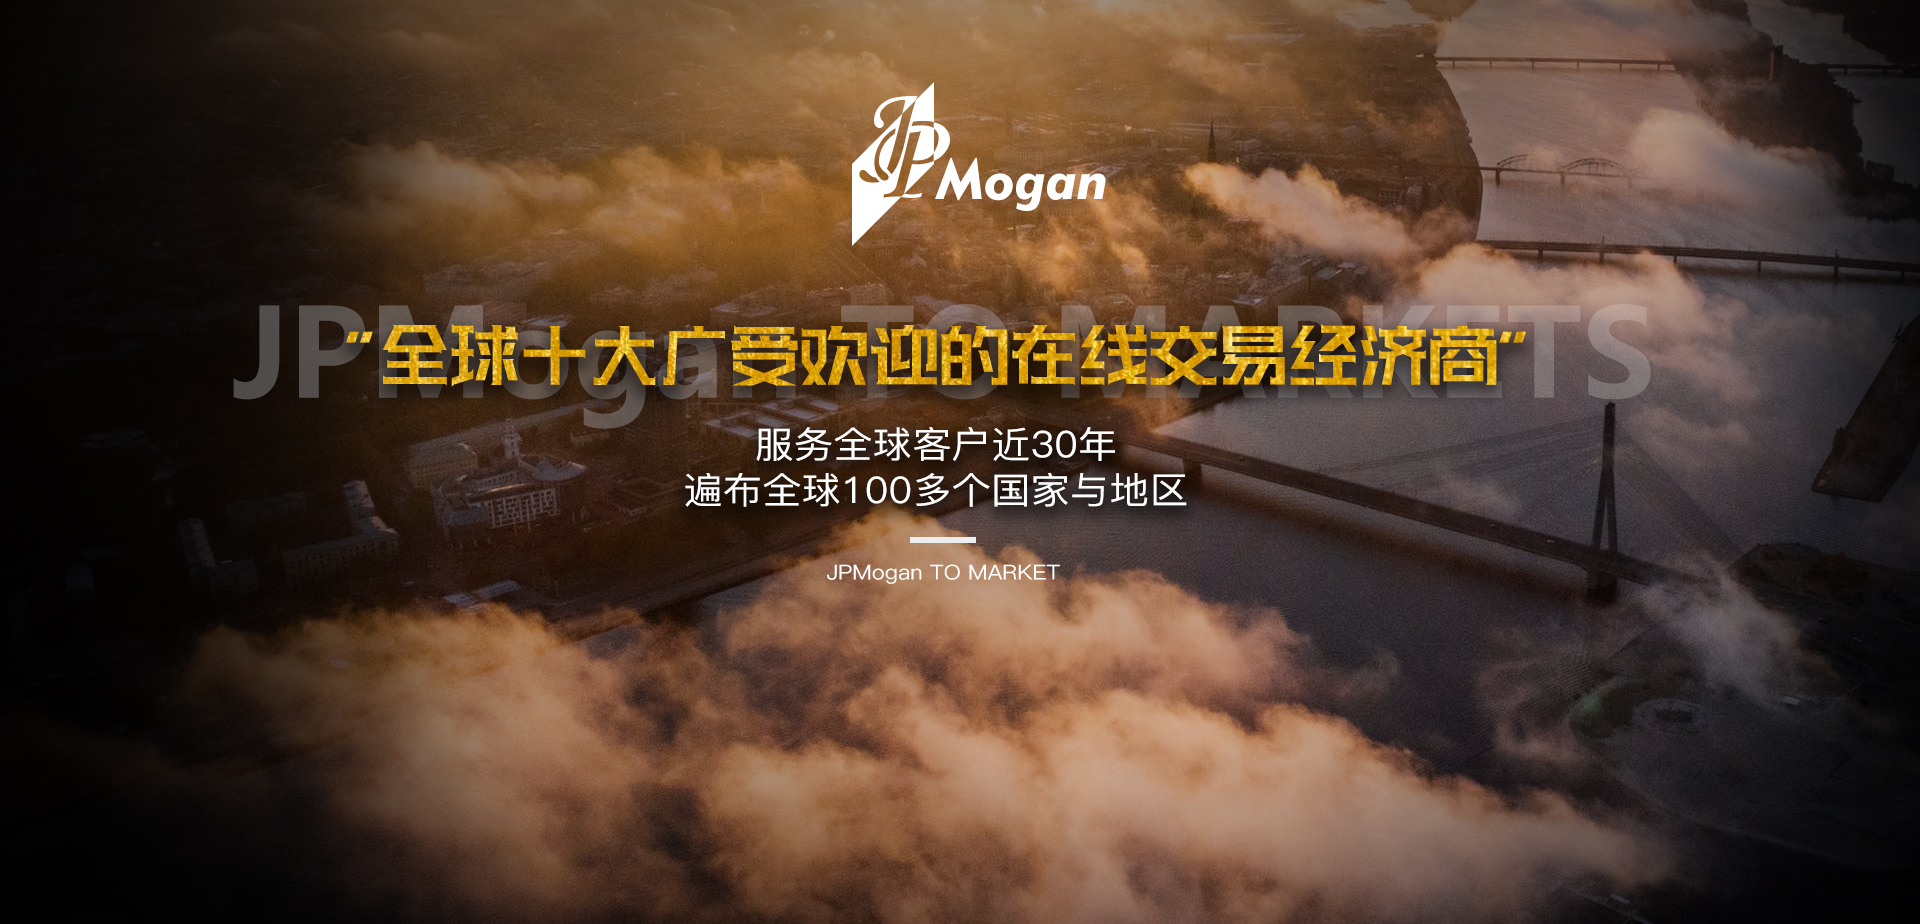 JP Mogan
JPMogan TO MARKETS
"全球十大广受欢迎的在线交易经济商"
服务全球客户近30年
遍布全球100多个国家与地区
JPMogan TO MARKET